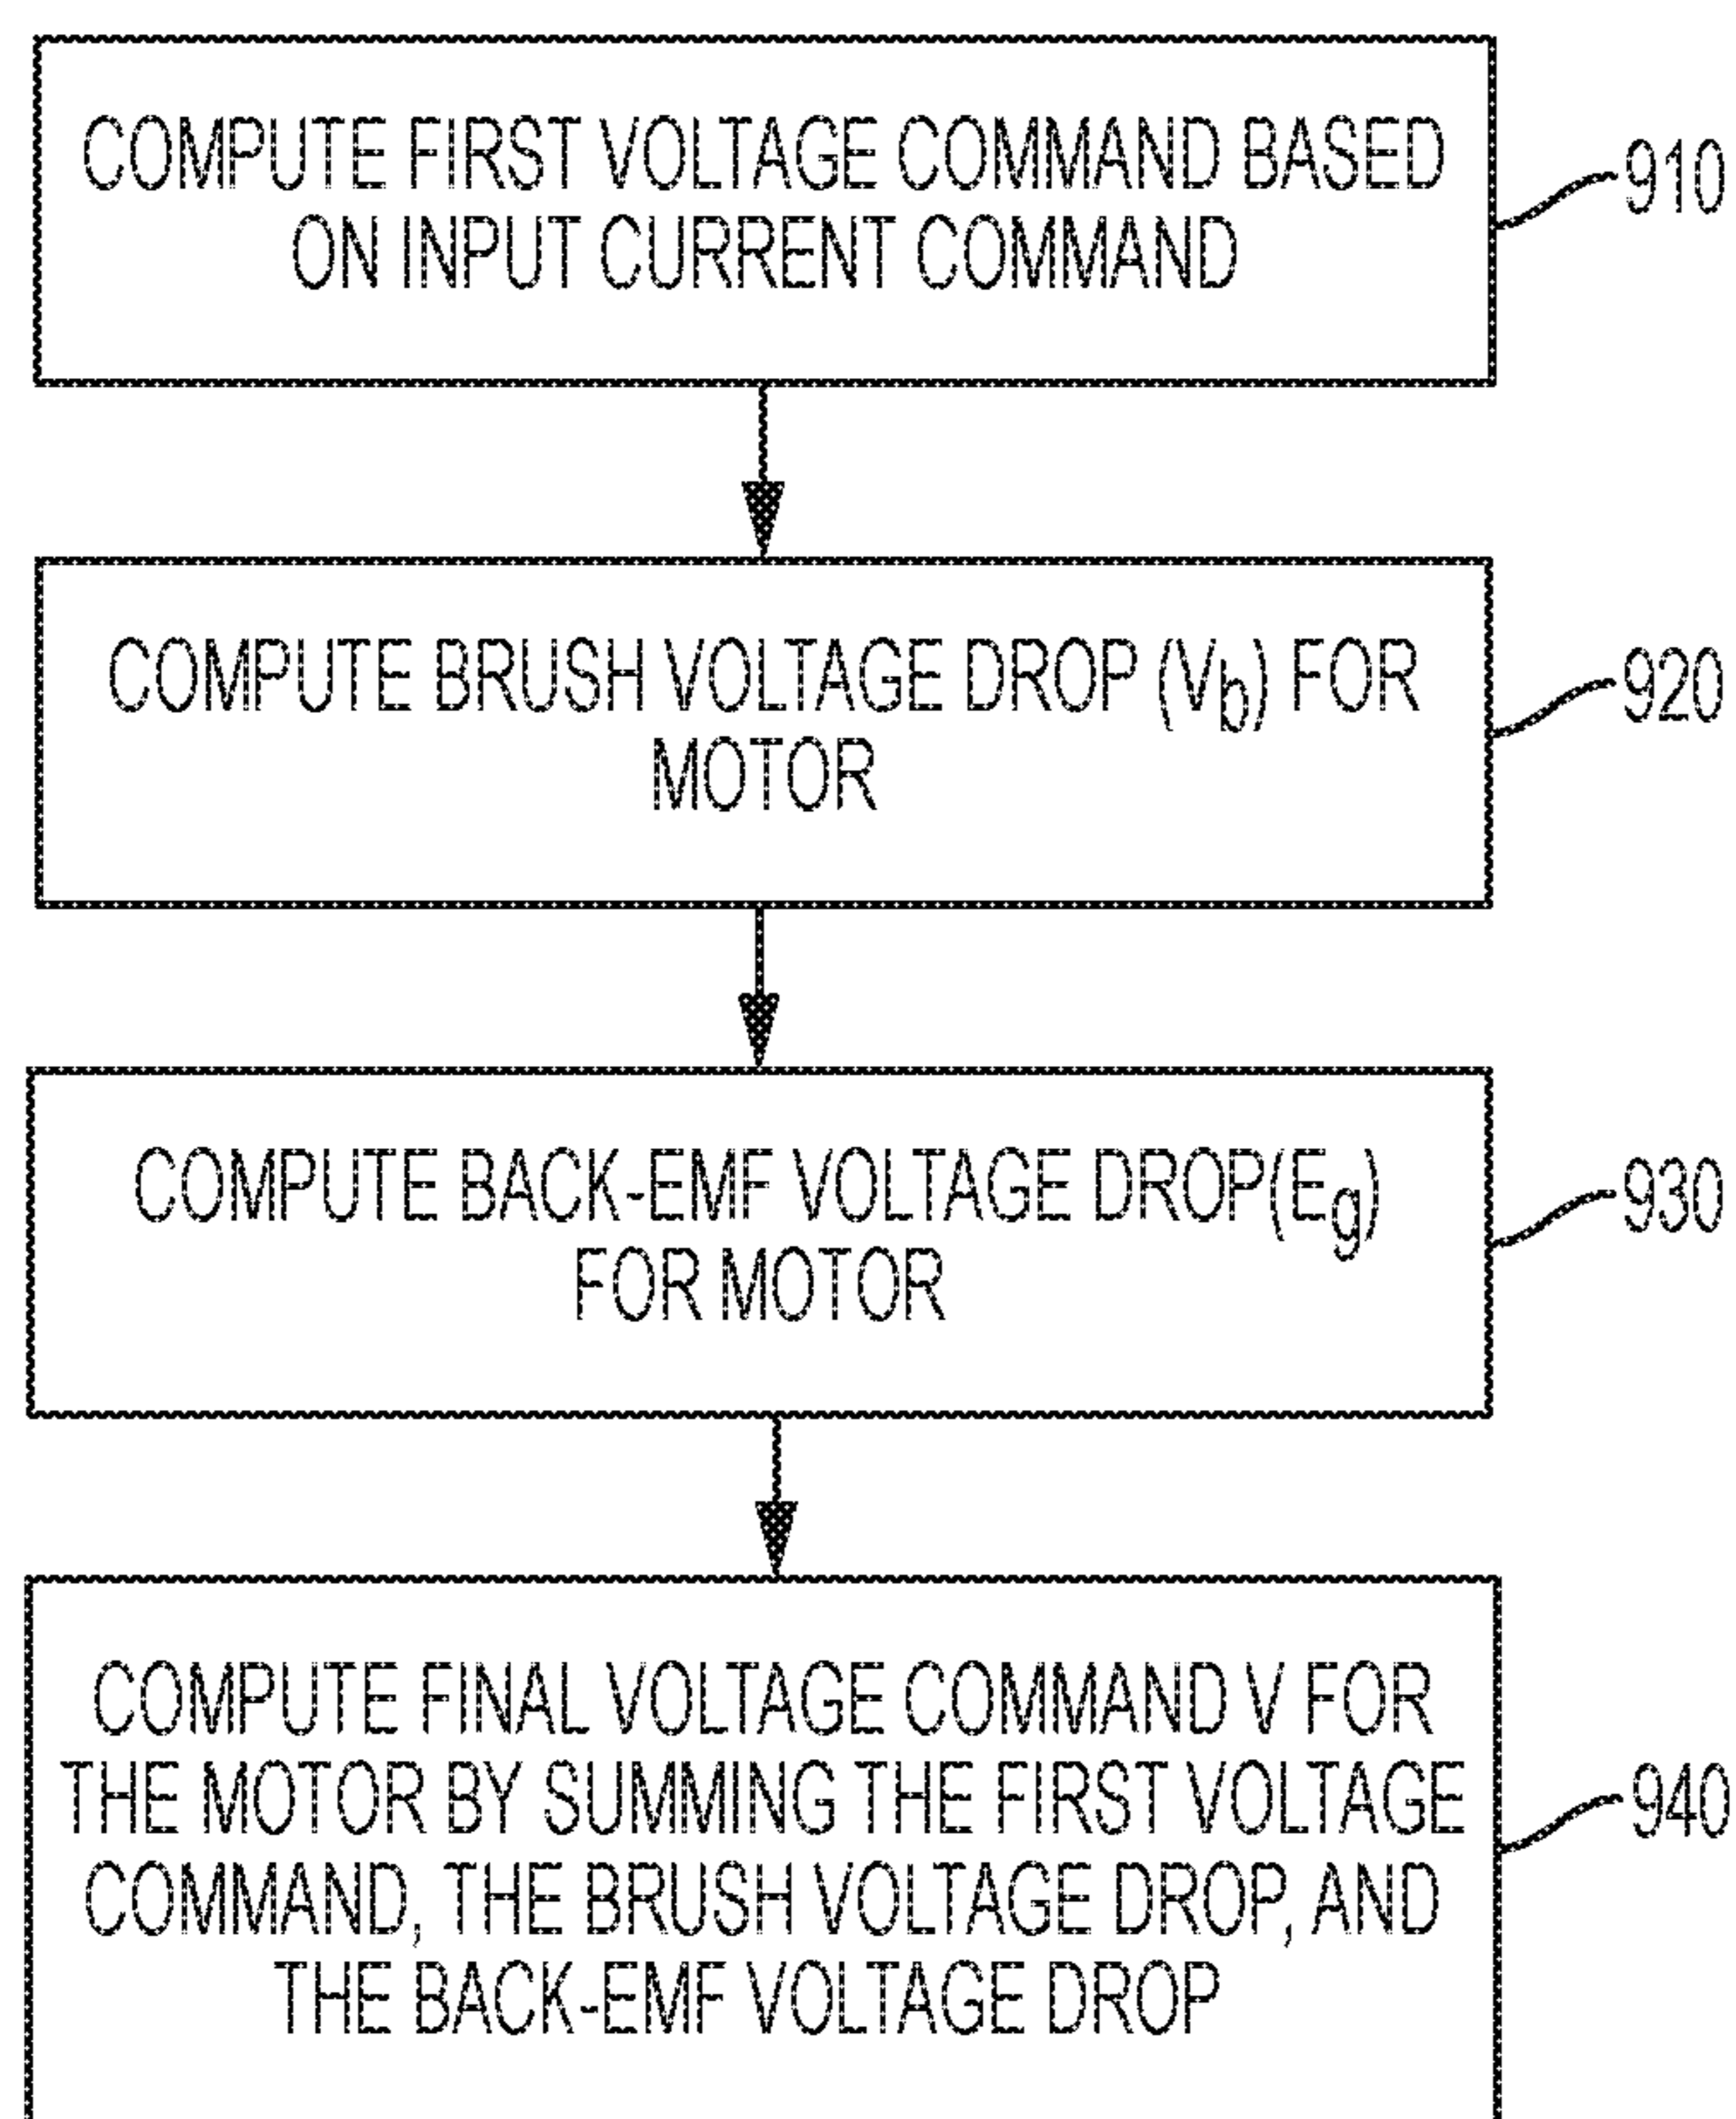 COMPUTE FIRST VOLTAGE COMMAND BASED
ON INPUT CURRENT COMMAND
910
COMPUTE BRUSH VOLTAGE DROP (Vb) FOR
MOTOR
920
COMPUTE BACK-EMF VOLTAGE DROP(Eg)
FOR MOTOR
930
COMPUTE FINAL VOLTAGE COMMAND V FOR
THE MOTOR BY SUMMING THE FIRST VOLTAGE
COMMAND, THE BRUSH VOLTAGE DROP, AND
THE BACK-EMF VOLTAGE DROP
940